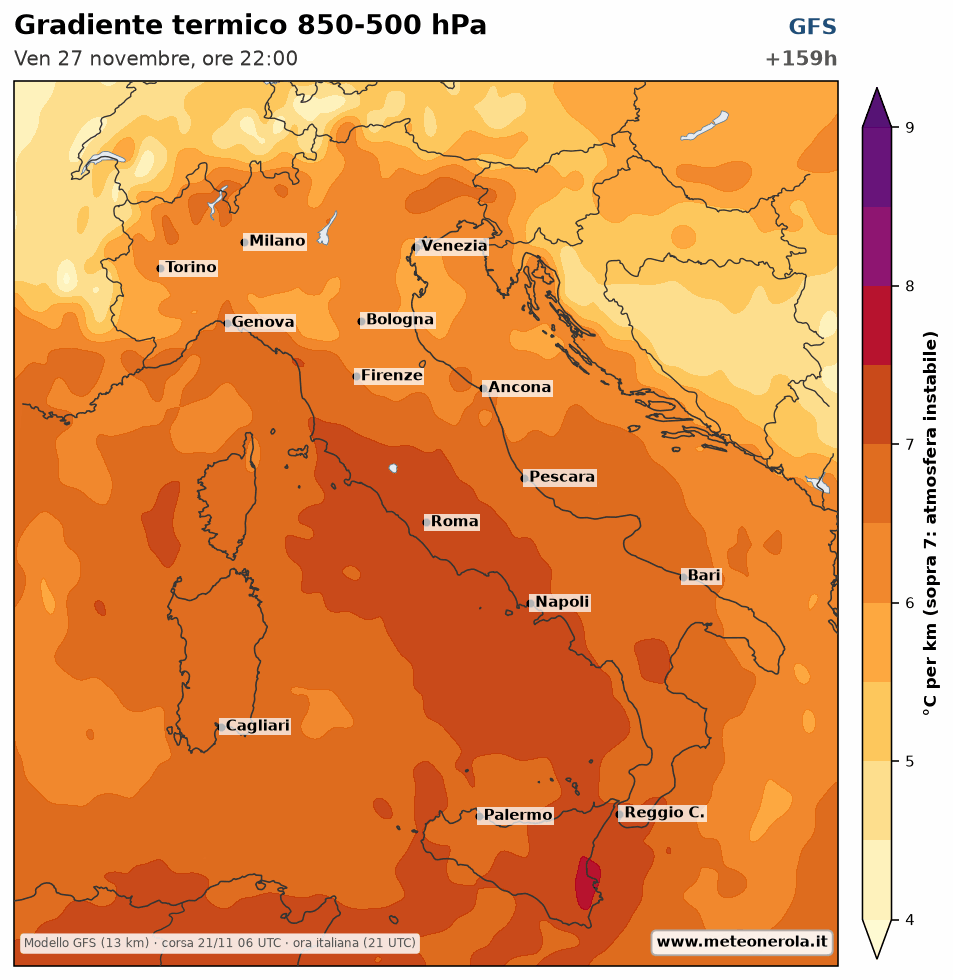 Gradiente termico 850-500 hPa
GFS
Ven 27 novembre, ore 22:00
+159h
Milano
Venezia
Torino
Genova
Bologna
Firenze
Ancona
Pescara
Roma
Bari
Napoli
Cagliari
Palermo
Reggio C.
9
8
7
6
5
4
°C per km (sopra 7: atmosfera instabile)
Modello GFS (13 km) · corsa 21/11 06 UTC · ora italiana (21 UTC)
www.meteonerola.it